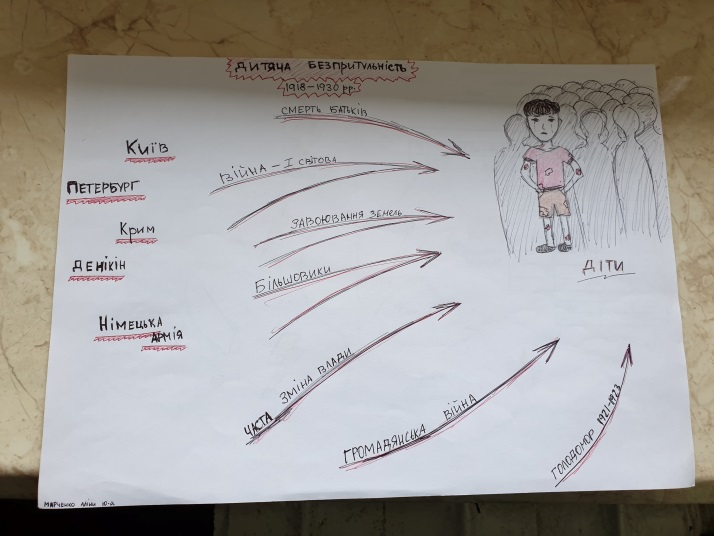 ДИТЯЧА БЕЗПРИТУЛЬНІСТЬ
1918-1930 рр.
СМЕРТЬ БАТЬКІВ
КИЇВ
ВІЙНА - І СВІТОВА
ПЕТЕРБУРГ
ЗАВОЮВАННЯ ЗЕМЕЛЬ
КРИМ
ДЕНІКІН
БІЛЬШОВИКИ
ДІТИ
НІМЕЦЬКА
АРМІЯ
ЧАСТА ЗМІНА ВЛАДИ
ГРОМАДЯНСЬКА ВІЙНА
ГОЛОДОМОР 1921-1923
10-а